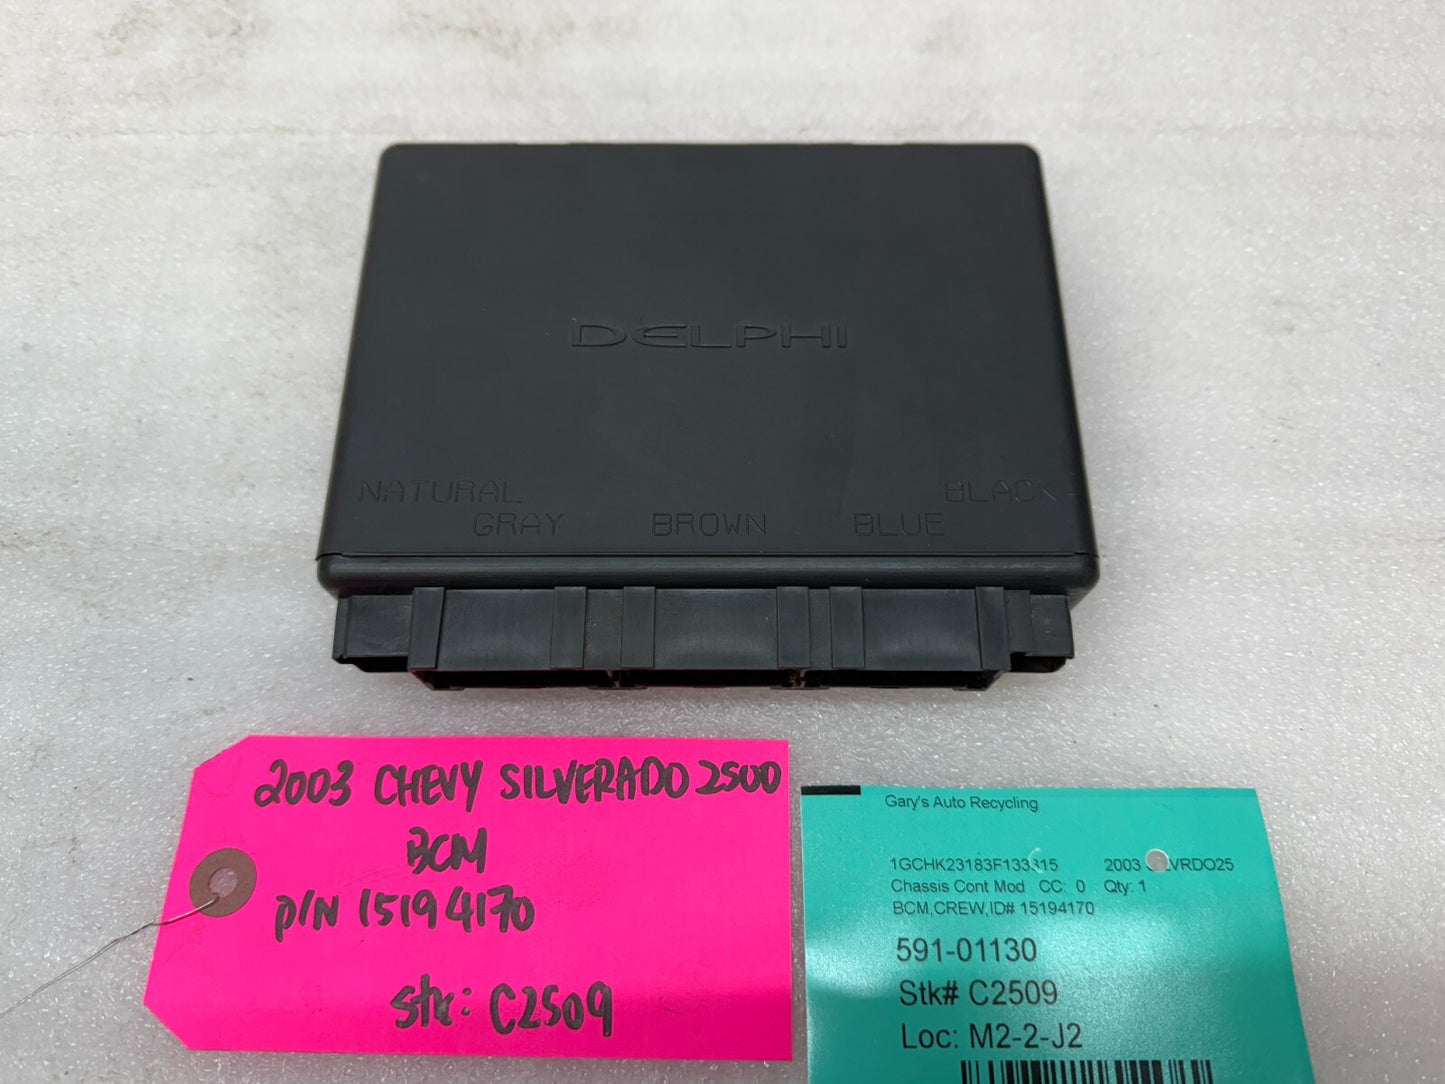 DELPHI
NATURAL BLACK
GRAY BROWN BLUE
2003 CHEVY SILVERADO 2500
BCM
P/N 15194170
Stk: C2509
Gary's Auto Recycling
2003
Chassis Cont Mod CC: 0 Qty: 1
BCM,CREW,ID# 15194170
591-01130
Stk# C2509
Loc: M2-2-J2